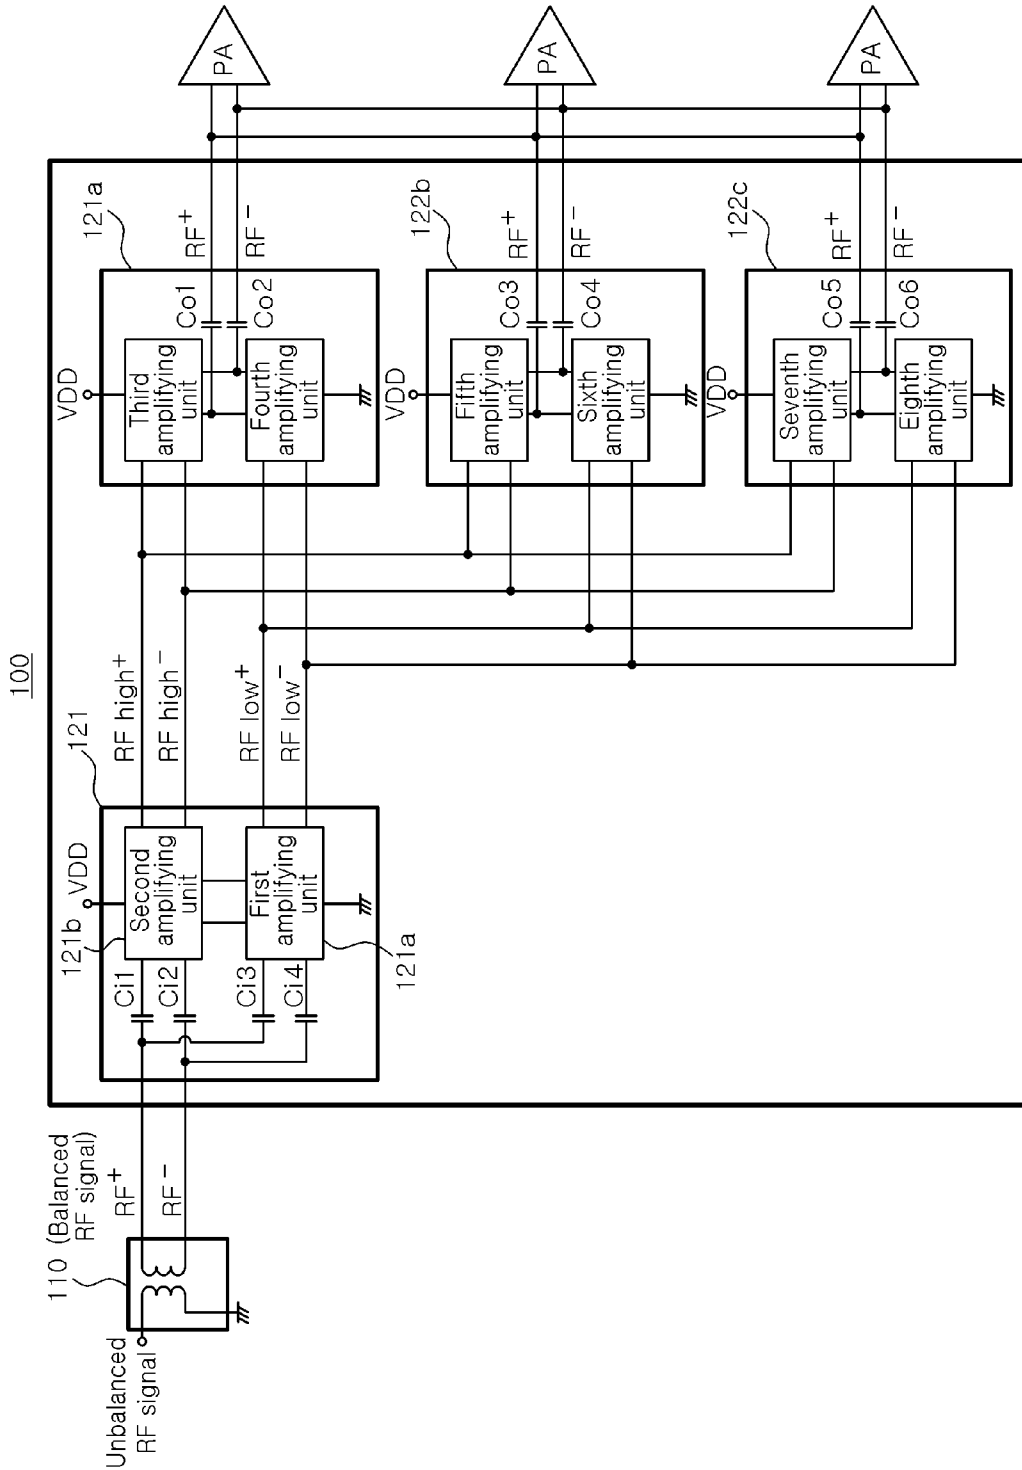 100
Unbalanced
RF signal
110
(Balanced
RF signal)
RF+
RF-
121
121b
VDD
Ci1
Ci2
Ci3
Ci4
Second
amplifying
unit
First
amplifying
unit
121a
RF high+
RF high-
RF low+
RF low-
121a
VDD
Third
amplifying
unit
Fourth
amplifying
unit
Co1
Co2
RF+
RF-
PA
122b
VDD
Fifth
amplifying
unit
Sixth
amplifying
unit
Co3
Co4
RF+
RF-
PA
122c
VDD
Seventh
amplifying
unit
Eighth
amplifying
unit
Co5
Co6
RF+
RF-
PA